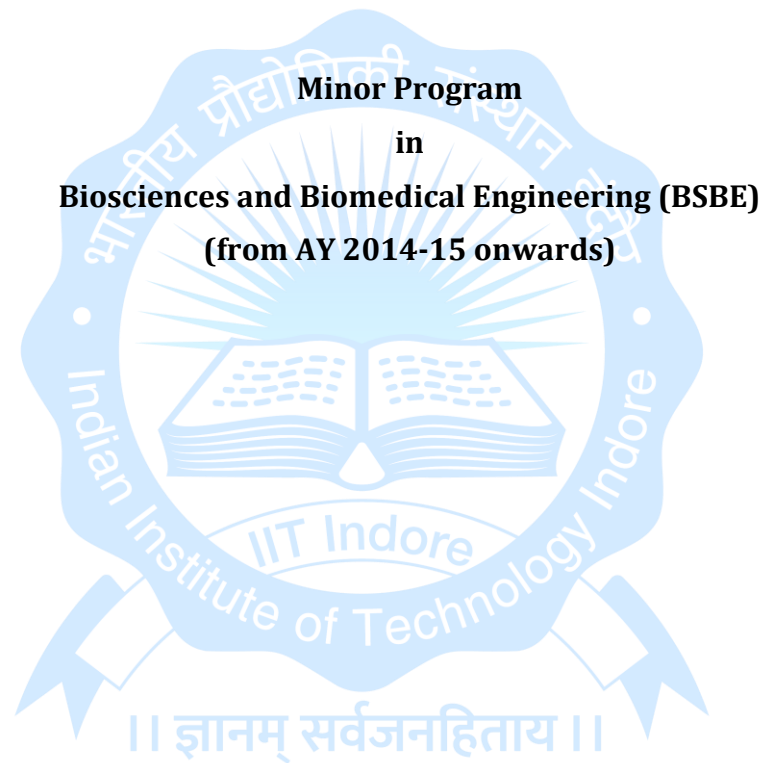 Minor Program
in
Biosciences and Biomedical Engineering (BSBE)
(from AY 2014-15 onwards)
भारतीय प्रौद्योगिकी संस्थान इंदौर
Indian Institute of Technology Indore
IIT Indore
।। ज्ञानम् सर्वजनहिताय ।।